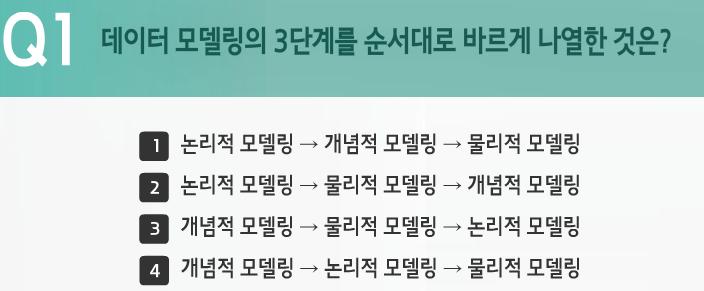 Q1 데이터 모델링의 3단계를 순서대로 바르게 나열한 것은?
1 논리적 모델링 → 개념적 모델링 → 물리적 모델링
2 논리적 모델링 → 물리적 모델링 → 개념적 모델링
3 개념적 모델링 → 물리적 모델링 → 논리적 모델링
4 개념적 모델링 → 논리적 모델링 → 물리적 모델링